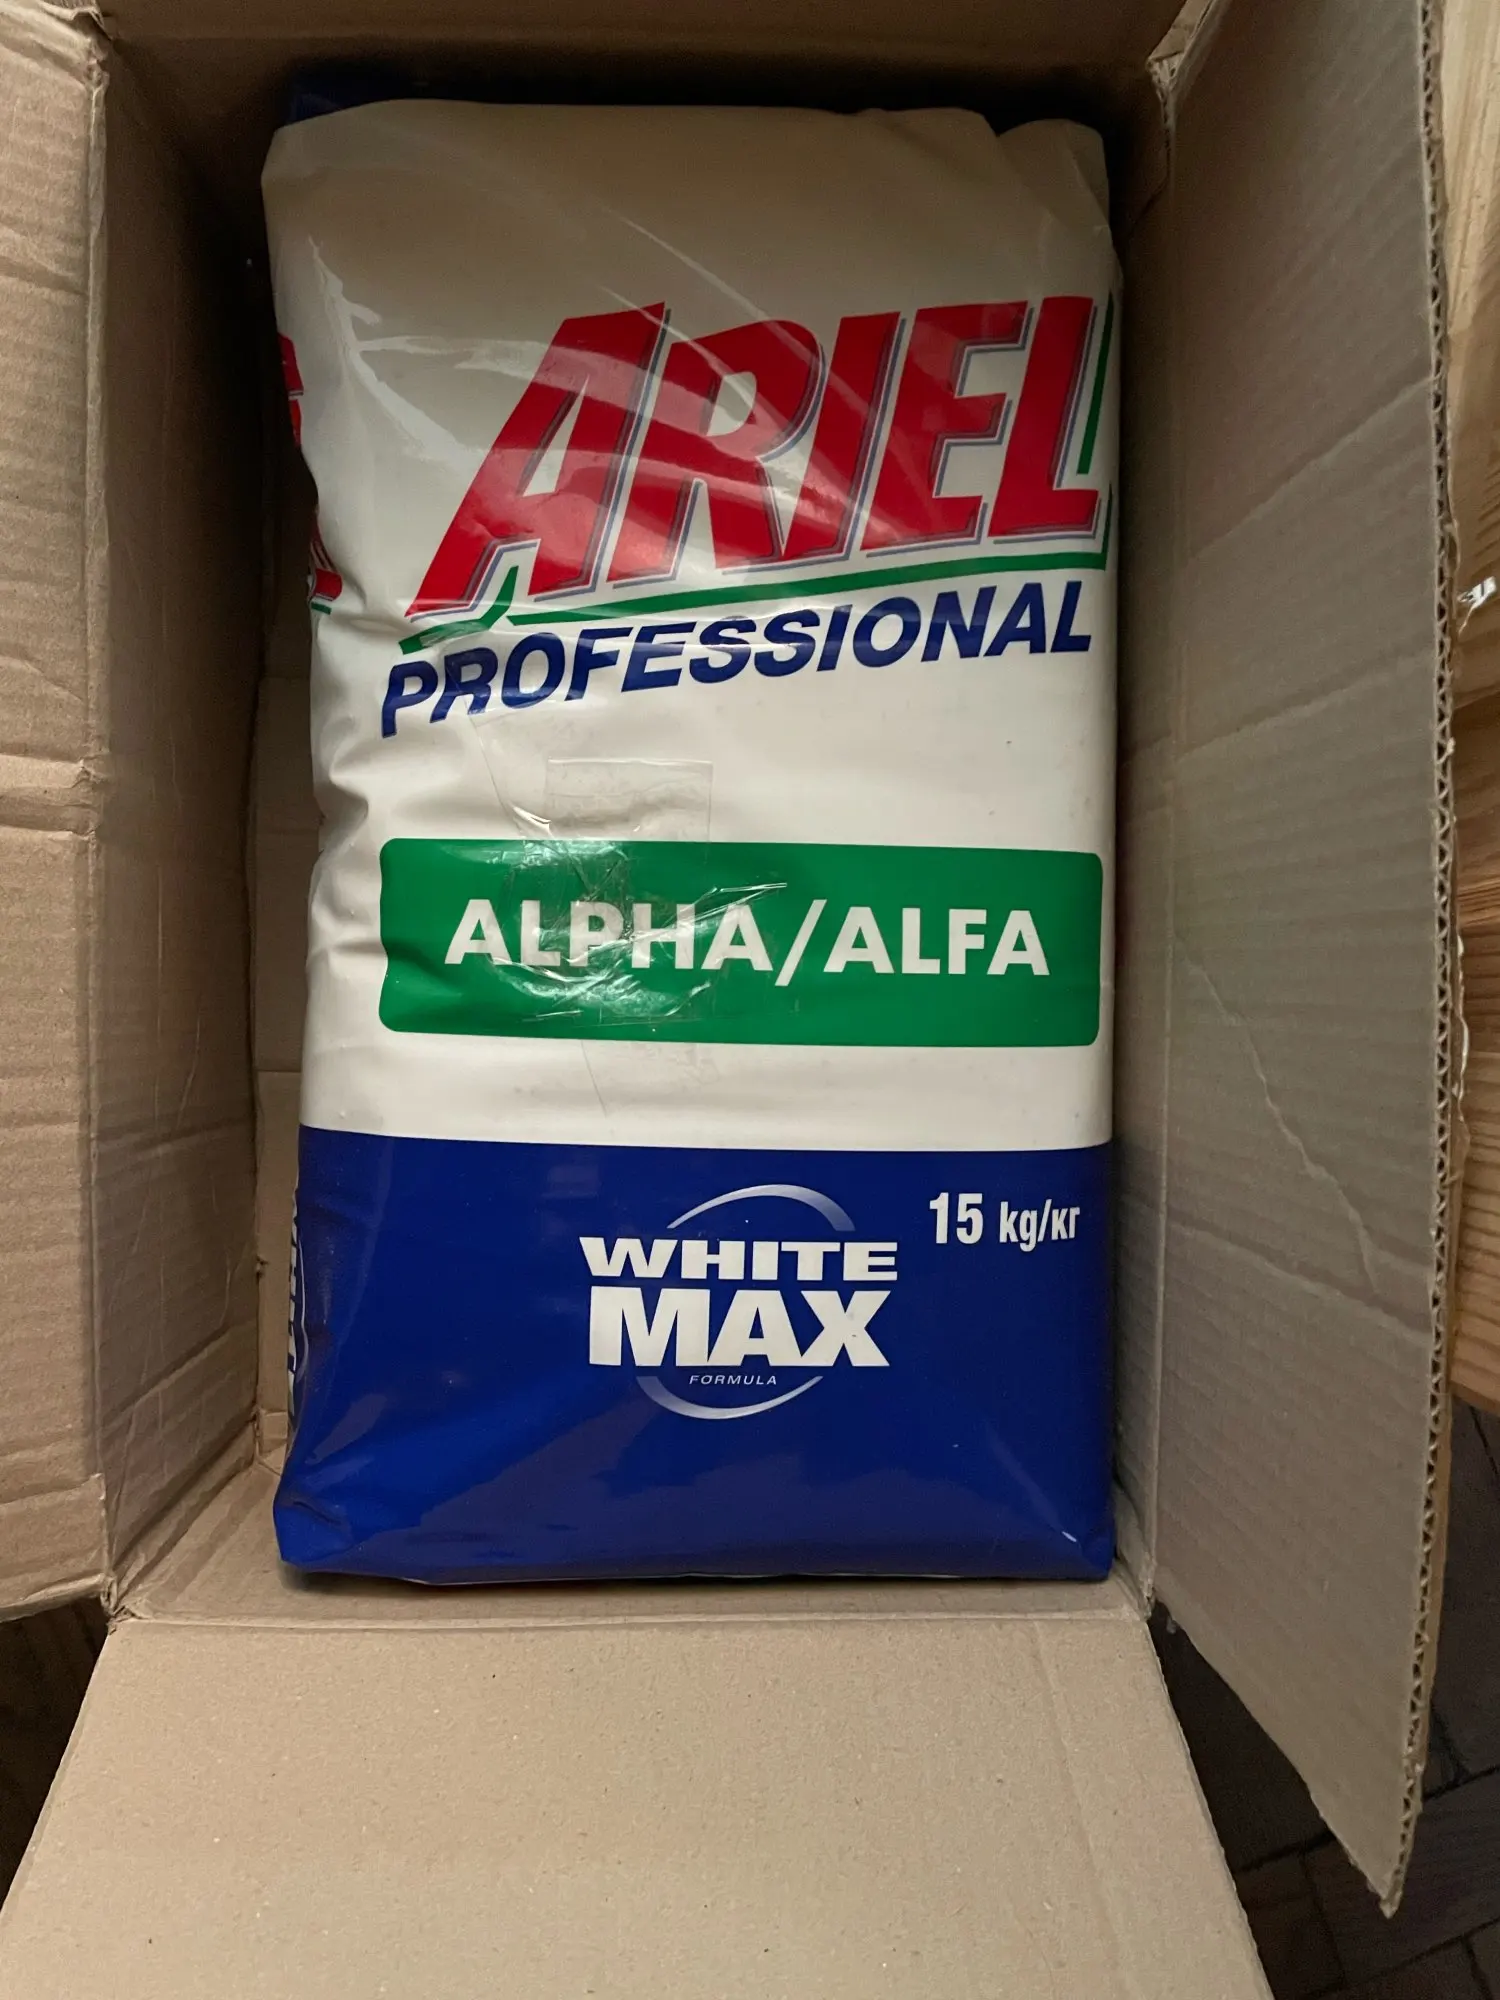 ARIEL
PROFESSIONAL
ALPHA/ALFA
15 kg/кг
WHITE
MAX
FORMULA